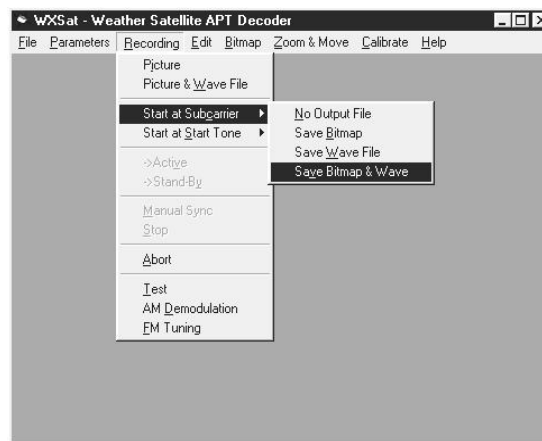 WXSat - Weather Satellite APT Decoder
File Parameters Recording Edit Bitmap Zoom & Move Calibrate Help
Picture
Picture & Wave File
Start at Subcarrier
Start at Start Tone
No Output File
Save Bitmap
Save Wave File
Save Bitmap & Wave
->Active
->Stand-By
Manual Sync
Stop
Abort
Test
AM Demodulation
FM Tuning